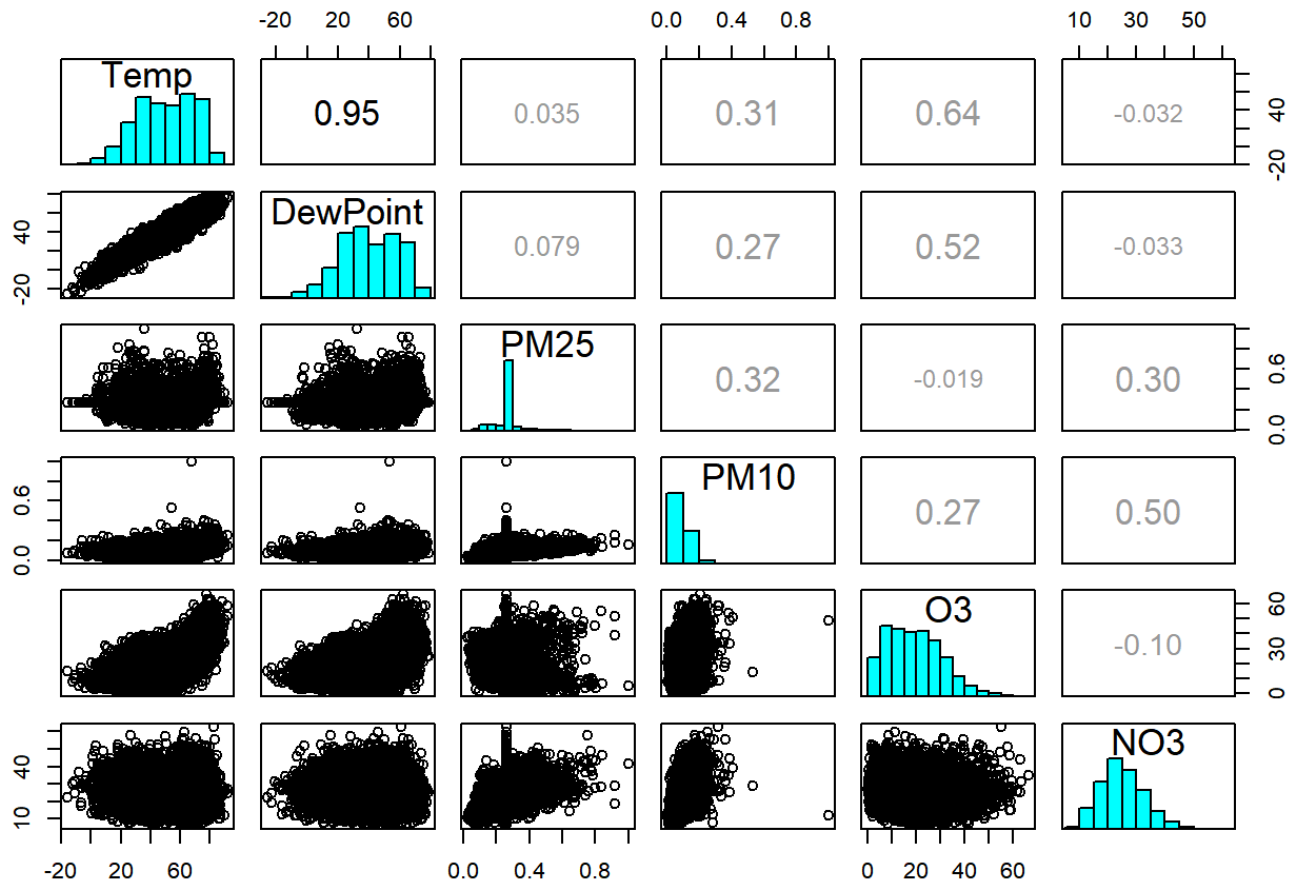 -20 20 60 0.0 0.4 0.8 10 30 50
Temp 0.95 0.035 0.31 0.64 -0.032 -20 40
-20 40 DewPoint 0.079 0.27 0.52 -0.033
PM25 0.32 -0.019 0.30 0.0 0.6
0.0 0.6 PM10 0.27 0.50
O3 -0.10 0 30 60
10 40 NO3
-20 20 60 0.0 0.4 0.8 0 20 40 60